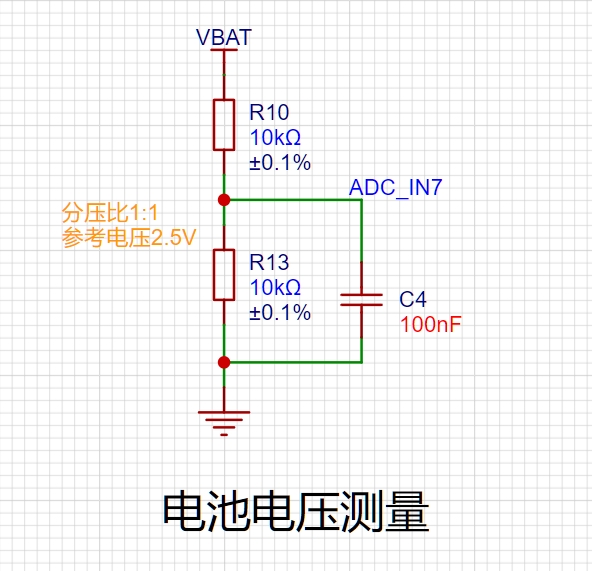 VBAT
R10
10kΩ
±0.1%
ADC_IN7
分压比1:1
参考电压2.5V
R13
10kΩ
±0.1%
C4
100nF
电池电压测量